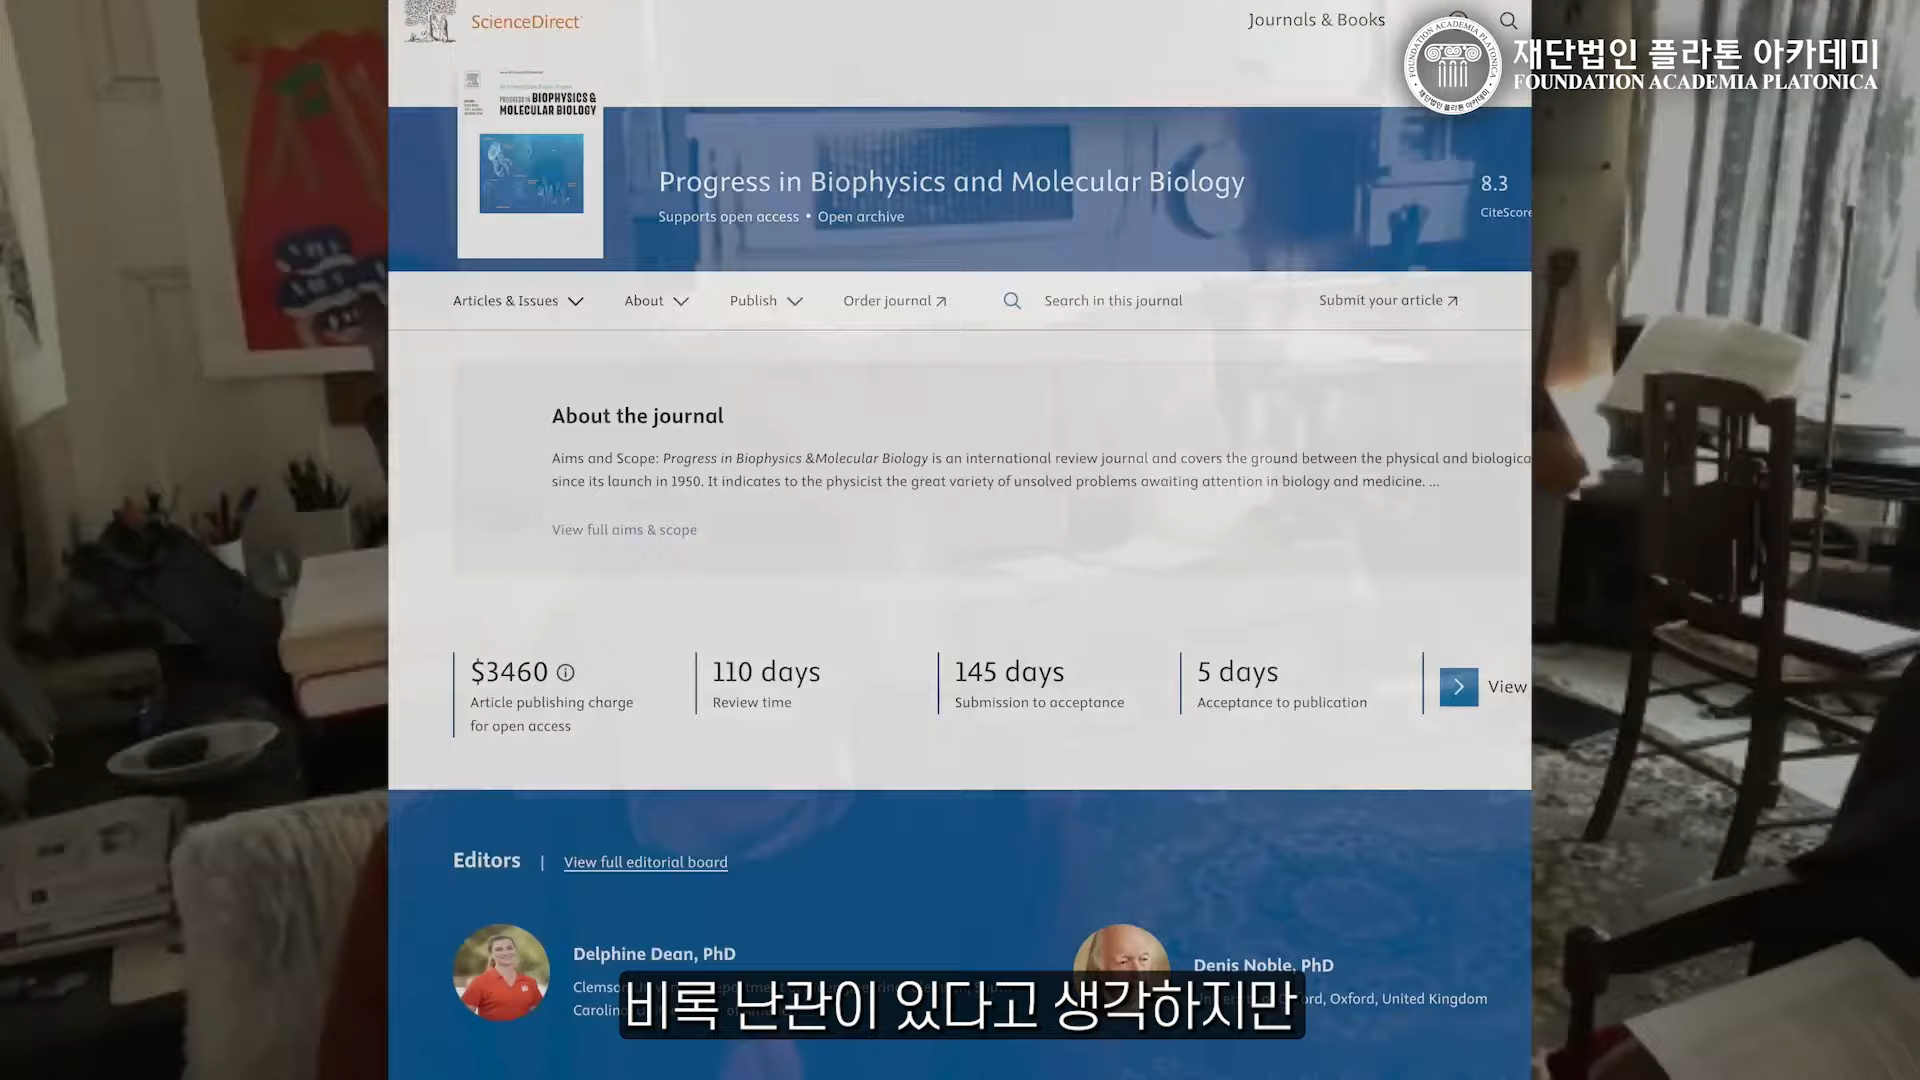 ScienceDirect
Journals & Books
재단법인 플라톤 아카데미
FOUNDATION ACADEMIA PLATONICA
PROGRESS IN BIOPHYSICS &
MOLECULAR BIOLOGY
Progress in Biophysics and Molecular Biology
Supports open access • Open archive
8.3
CiteScore
Articles & Issues
About
Publish
Order journal
Search in this journal
Submit your article
About the journal
Aims and Scope: Progress in Biophysics &Molecular Biology is an international review journal and covers the ground between the physical and biologica
since its launch in 1950. It indicates to the physicist the great variety of unsolved problems awaiting attention in biology and medicine. ...
View full aims & scope
$3460
Article publishing charge
for open access
110 days
Review time
145 days
Submission to acceptance
5 days
Acceptance to publication
View
Editors | View full editorial board
Delphine Dean, PhD
Clemson
Carolin
Denis Noble, PhD
Oxford, United Kingdom
비록 난관이 있다고 생각하지만